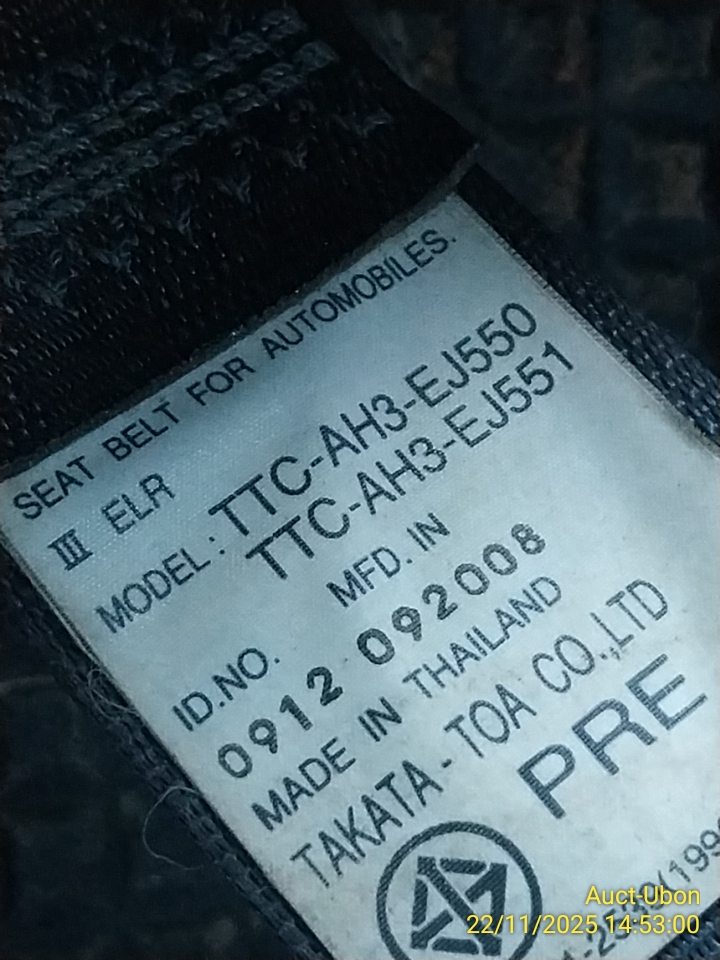 SEAT BELT FOR AUTOMOBILES.
III ELR
MODEL : TTC-AH3-EJ550
TTC-AH3-EJ551
MFD. IN
ID.NO.
0912 092008
MADE IN THAILAND
TAKATA - TOA CO.,LTD
PRE
Auct-Ubon
22/11/2025 14:53:00